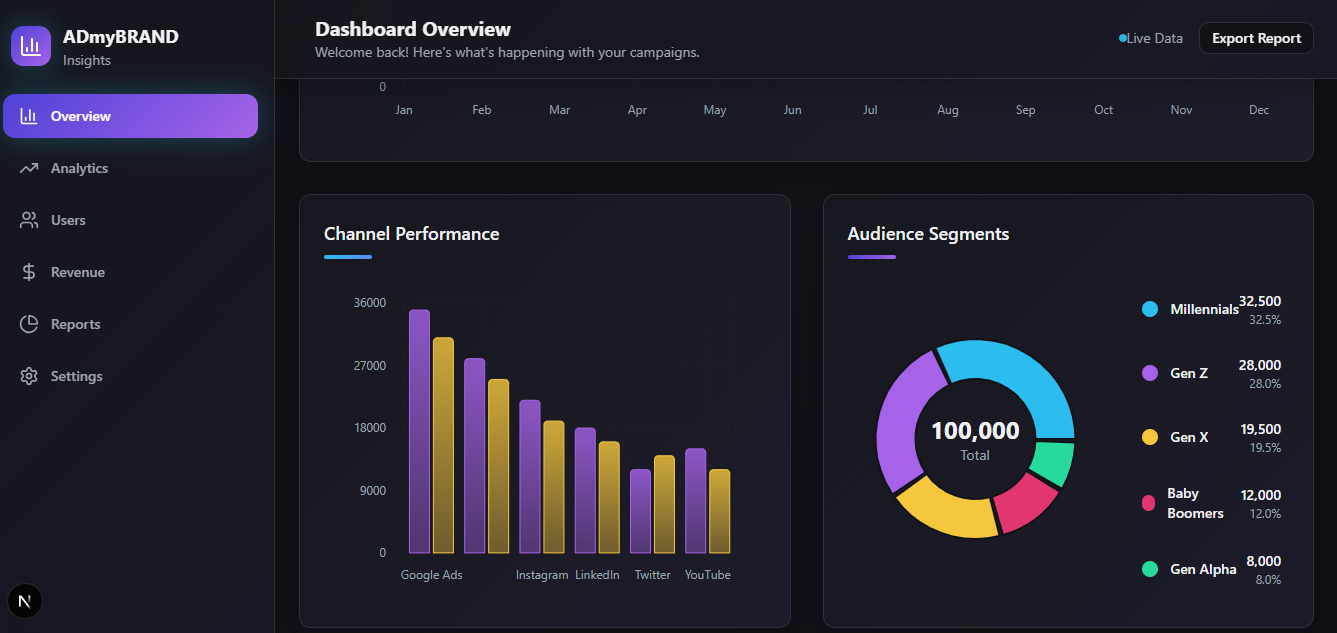 ADmyBRAND
Insights
Overview
Analytics
Users
Revenue
Reports
Settings
N
Dashboard Overview
Welcome back! Here's what's happening with your campaigns.
Live Data
Export Report
0
Jan Feb Mar Apr May Jun Jul Aug Sep Oct Nov Dec
Channel Performance
36000
27000
18000
9000
0
Google Ads Instagram LinkedIn Twitter YouTube
Audience Segments
100,000
Total
Millennials 32,500
32.5%
Gen Z 28,000
28.0%
Gen X 19,500
19.5%
Baby Boomers 12,000
12.0%
Gen Alpha 8,000
8.0%